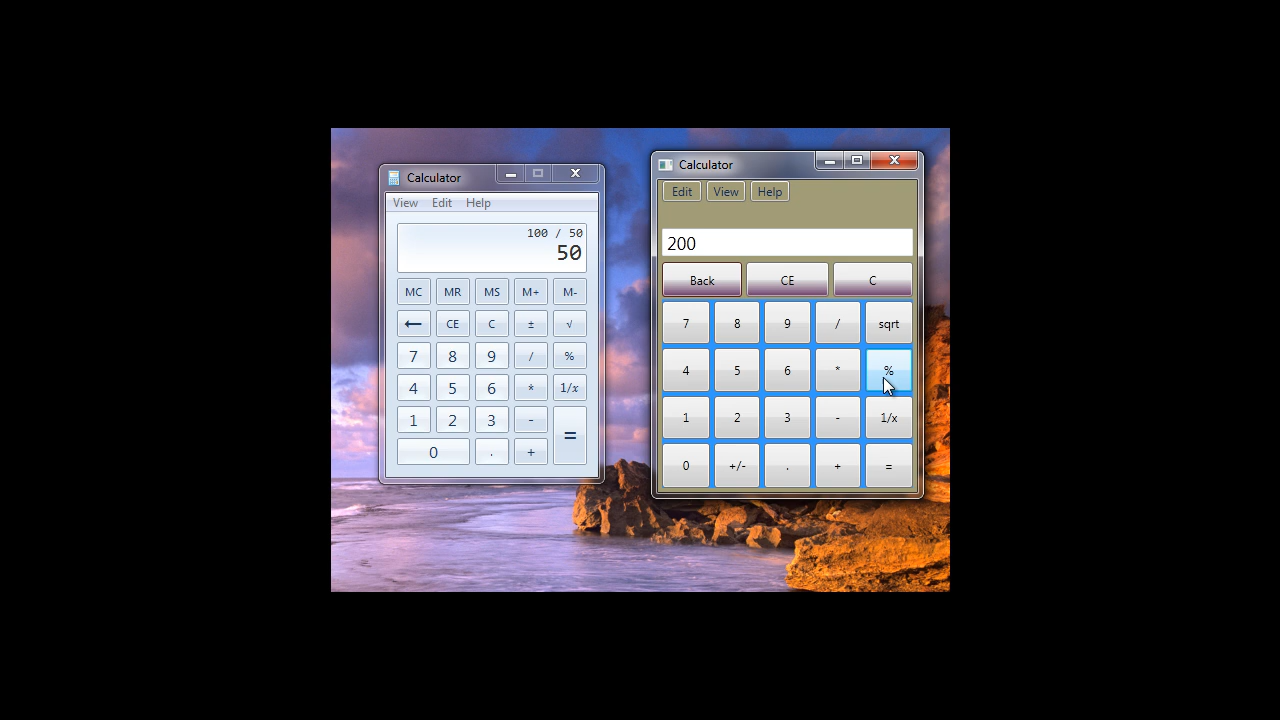 Calculator
View Edit Help
100 / 50
50
MC MR MS M+ M-
← CE C ± √
7 8 9 / %
4 5 6 * 1/x
1 2 3 - =
0 . +
Calculator
Edit View Help
200
Back CE C
7 8 9 / sqrt
4 5 6 * %
1 2 3 - 1/x
0 +/- . + =